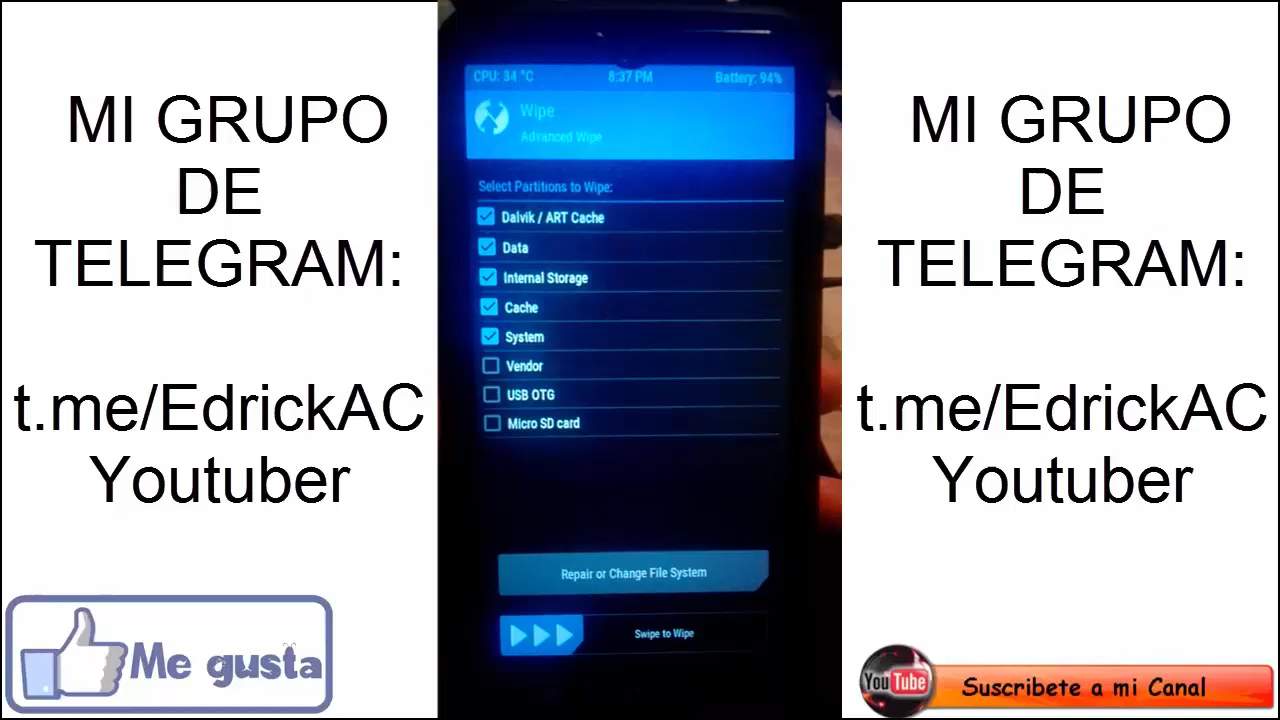 MI GRUPO
DE
TELEGRAM:
t.me/EdrickAC
Youtuber
Me gusta
CPU: 34 °C 8:37 PM Battery: 94%
Wipe
Advanced Wipe
Select Partitions to Wipe:
Dalvik / ART Cache
Data
Internal Storage
Cache
System
Vendor
USB OTG
Micro SD card
Repair or Change File System
Swipe to Wipe
MI GRUPO
DE
TELEGRAM:
t.me/EdrickAC
Youtuber
YouTube
Suscribete a mi Canal